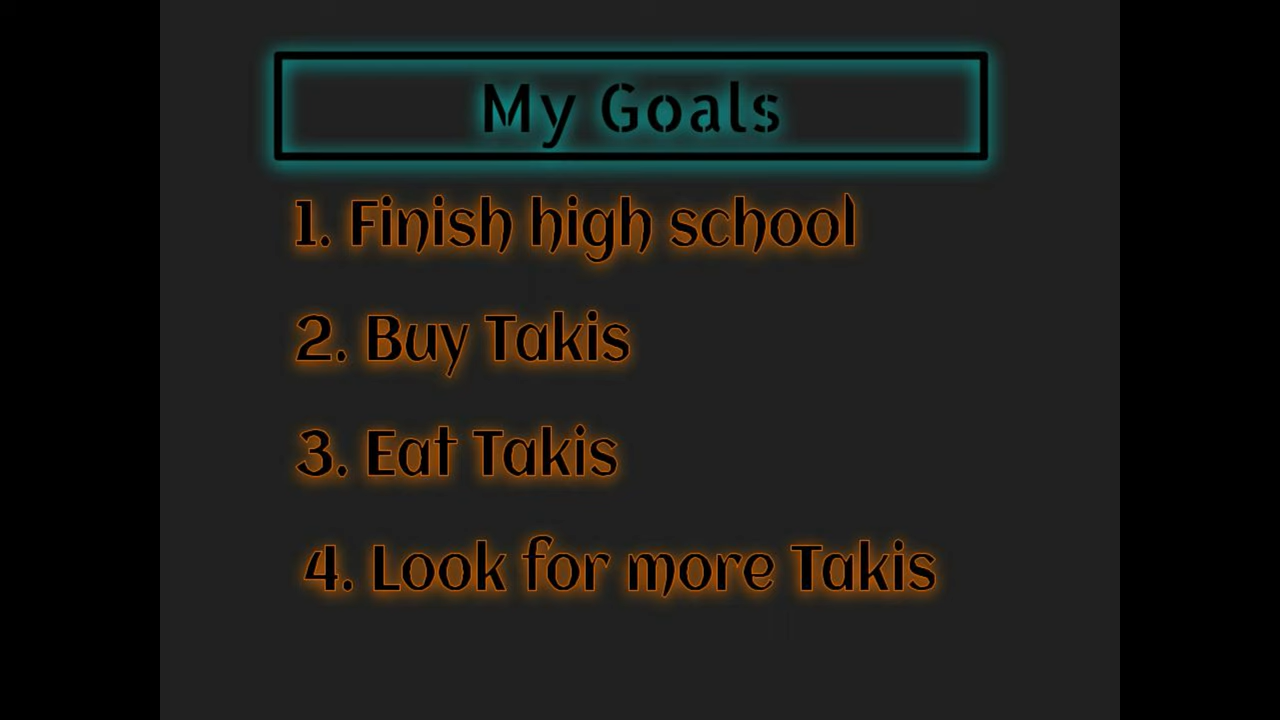 My Goals
1. Finish high school
2. Buy Takis
3. Eat Takis
4. Look for more Takis